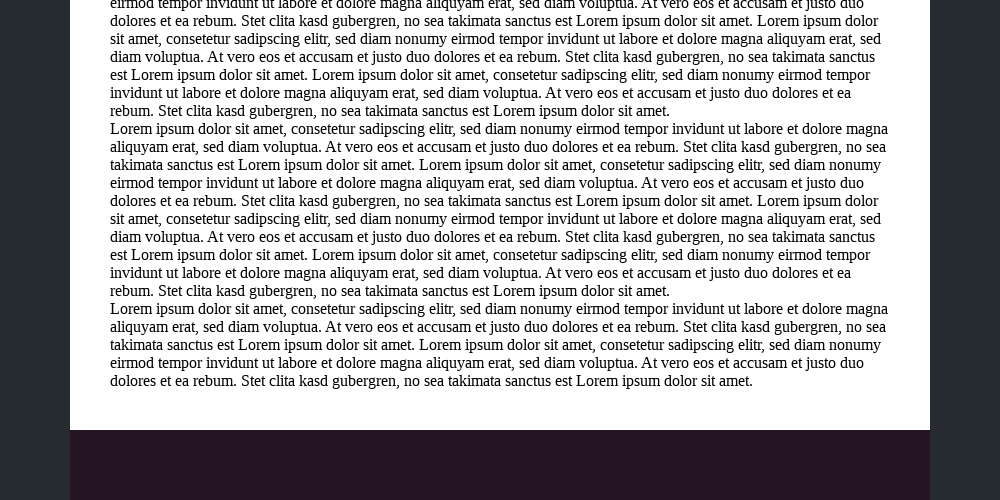 eirmod tempor invidunt ut labore et dolore magna aliquyam erat, sed diam voluptua. At vero eos et accusam et justo duo
dolores et ea rebum. Stet clita kasd gubergren, no sea takimata sanctus est Lorem ipsum dolor sit amet. Lorem ipsum dolor
sit amet, consetetur sadipscing elitr, sed diam nonumy eirmod tempor invidunt ut labore et dolore magna aliquyam erat, sed
diam voluptua. At vero eos et accusam et justo duo dolores et ea rebum. Stet clita kasd gubergren, no sea takimata sanctus
est Lorem ipsum dolor sit amet. Lorem ipsum dolor sit amet, consetetur sadipscing elitr, sed diam nonumy eirmod tempor
invidunt ut labore et dolore magna aliquyam erat, sed diam voluptua. At vero eos et accusam et justo duo dolores et ea
rebum. Stet clita kasd gubergren, no sea takimata sanctus est Lorem ipsum dolor sit amet.
Lorem ipsum dolor sit amet, consetetur sadipscing elitr, sed diam nonumy eirmod tempor invidunt ut labore et dolore magna
aliquyam erat, sed diam voluptua. At vero eos et accusam et justo duo dolores et ea rebum. Stet clita kasd gubergren, no sea
takimata sanctus est Lorem ipsum dolor sit amet. Lorem ipsum dolor sit amet, consetetur sadipscing elitr, sed diam nonumy
eirmod tempor invidunt ut labore et dolore magna aliquyam erat, sed diam voluptua. At vero eos et accusam et justo duo
dolores et ea rebum. Stet clita kasd gubergren, no sea takimata sanctus est Lorem ipsum dolor sit amet. Lorem ipsum dolor
sit amet, consetetur sadipscing elitr, sed diam nonumy eirmod tempor invidunt ut labore et dolore magna aliquyam erat, sed
diam voluptua. At vero eos et accusam et justo duo dolores et ea rebum. Stet clita kasd gubergren, no sea takimata sanctus
est Lorem ipsum dolor sit amet. Lorem ipsum dolor sit amet, consetetur sadipscing elitr, sed diam nonumy eirmod tempor
invidunt ut labore et dolore magna aliquyam erat, sed diam voluptua. At vero eos et accusam et justo duo dolores et ea
rebum. Stet clita kasd gubergren, no sea takimata sanctus est Lorem ipsum dolor sit amet.
Lorem ipsum dolor sit amet, consetetur sadipscing elitr, sed diam nonumy eirmod tempor invidunt ut labore et dolore magna
aliquyam erat, sed diam voluptua. At vero eos et accusam et justo duo dolores et ea rebum. Stet clita kasd gubergren, no sea
takimata sanctus est Lorem ipsum dolor sit amet. Lorem ipsum dolor sit amet, consetetur sadipscing elitr, sed diam nonumy
eirmod tempor invidunt ut labore et dolore magna aliquyam erat, sed diam voluptua. At vero eos et accusam et justo duo
dolores et ea rebum. Stet clita kasd gubergren, no sea takimata sanctus est Lorem ipsum dolor sit amet.